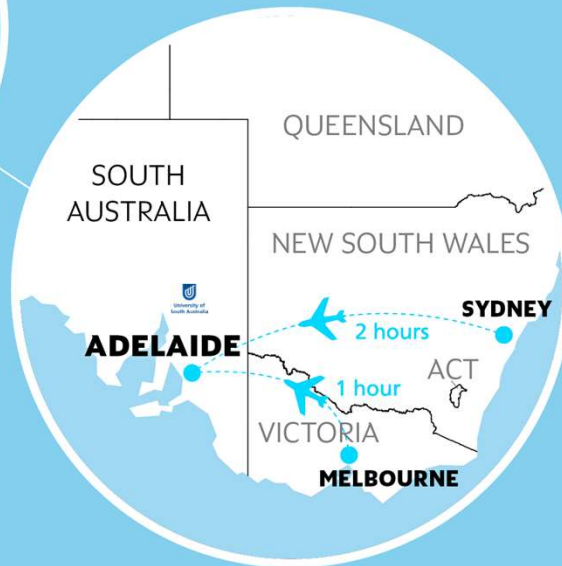 QUEENSLAND
SOUTH
AUSTRALIA
NEW SOUTH WALES
University of
South Australia
SYDNEY
2 hours
ADELAIDE
ACT
1 hour
VICTORIA
MELBOURNE